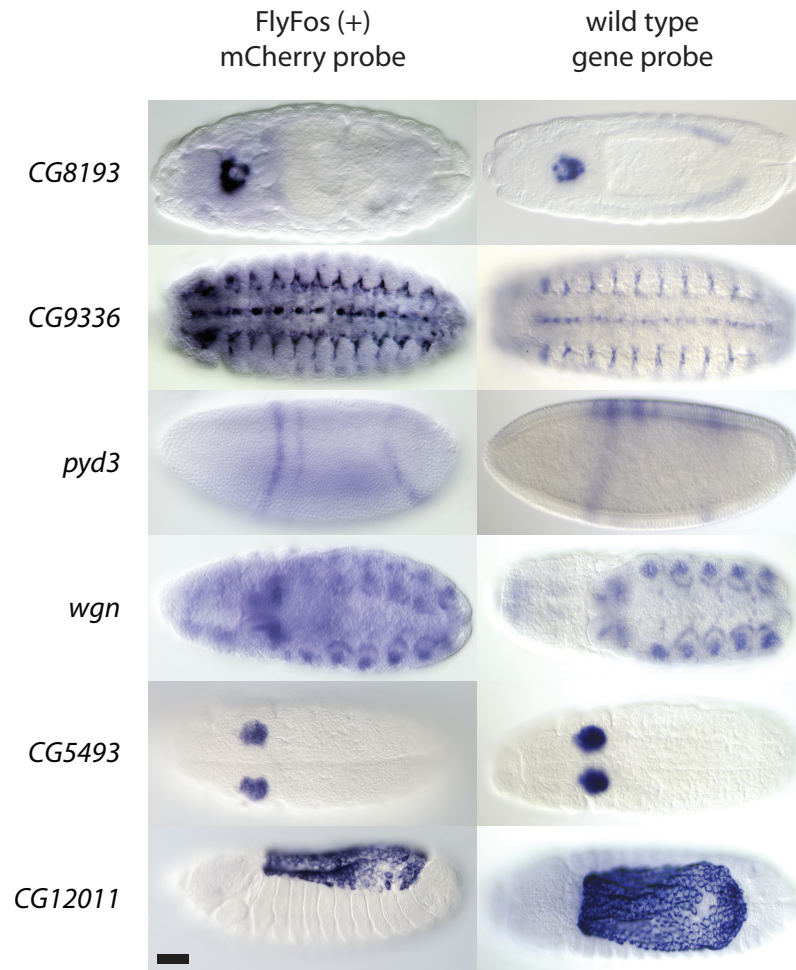 FlyFos (+)
mCherry probe
wild type
gene probe
CG8193
CG9336
pyd3
wgn
CG5493
CG12011